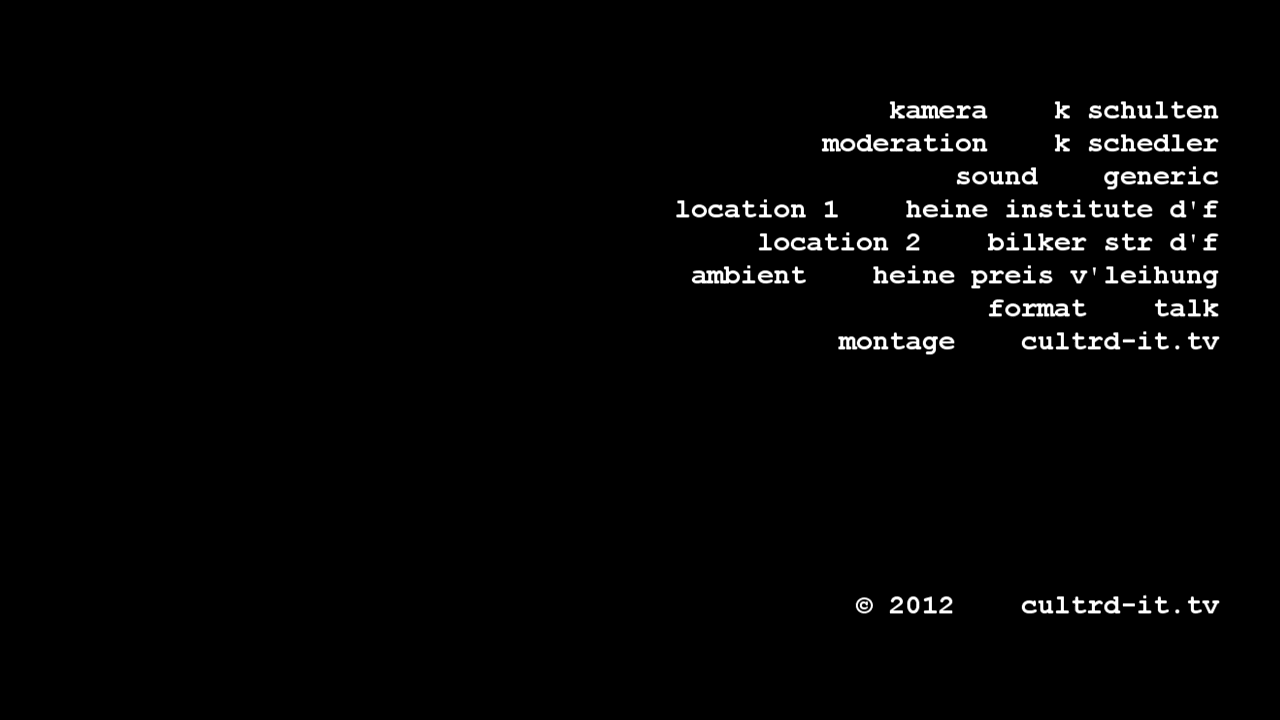 kamera    k schulten
moderation    k schedler
sound    generic
location 1    heine institute d'f
location 2    bilker str d'f
ambient    heine preis v'leihung
format    talk
montage    cultrd-it.tv
© 2012    cultrd-it.tv